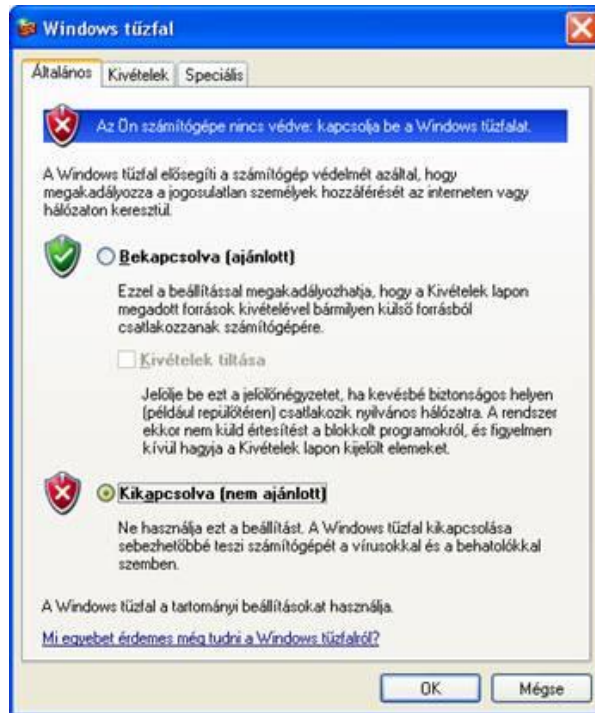 Windows tűzfal
Általános Kivételek Speciális
Az Ön számítógépe nincs védve: kapcsolja be a Windows tűzfalat.
A Windows tűzfal elősegíti a számítógép védelmét azáltal, hogy
megakadályozza a jogosulatlan személyek hozzáférését az interneten vagy
hálózaton keresztül.
Bekapcsolva (ajánlott)
Ezzel a beállítással megakadályozhatja, hogy a Kivételek lapon
megadott források kivételével bármilyen külső forrásból
csatlakozzanak számítógépére.
Kivételek tiltása
Jelölje be ezt a jelölőnégyzetet, ha kevésbé biztonságos helyen
(például repülőtéren) csatlakozik nyilvános hálózatra. A rendszer
ekkor nem küld értesítést a blokkolt programokról, és figyelmen
kívül hagyja a Kivételek lapon kijelölt elemeket.
Kikapcsolva (nem ajánlott)
Ne használja ezt a beállítást. A Windows tűzfal kikapcsolása
sebezhetőbbé teszi számítógépét a vírusokkal és a behatolókkal
szemben.
A Windows tűzfal a tartományi beállításokat használja.
Mi egyebet érdemes még tudni a Windows tűzfalról?
OK Mégse